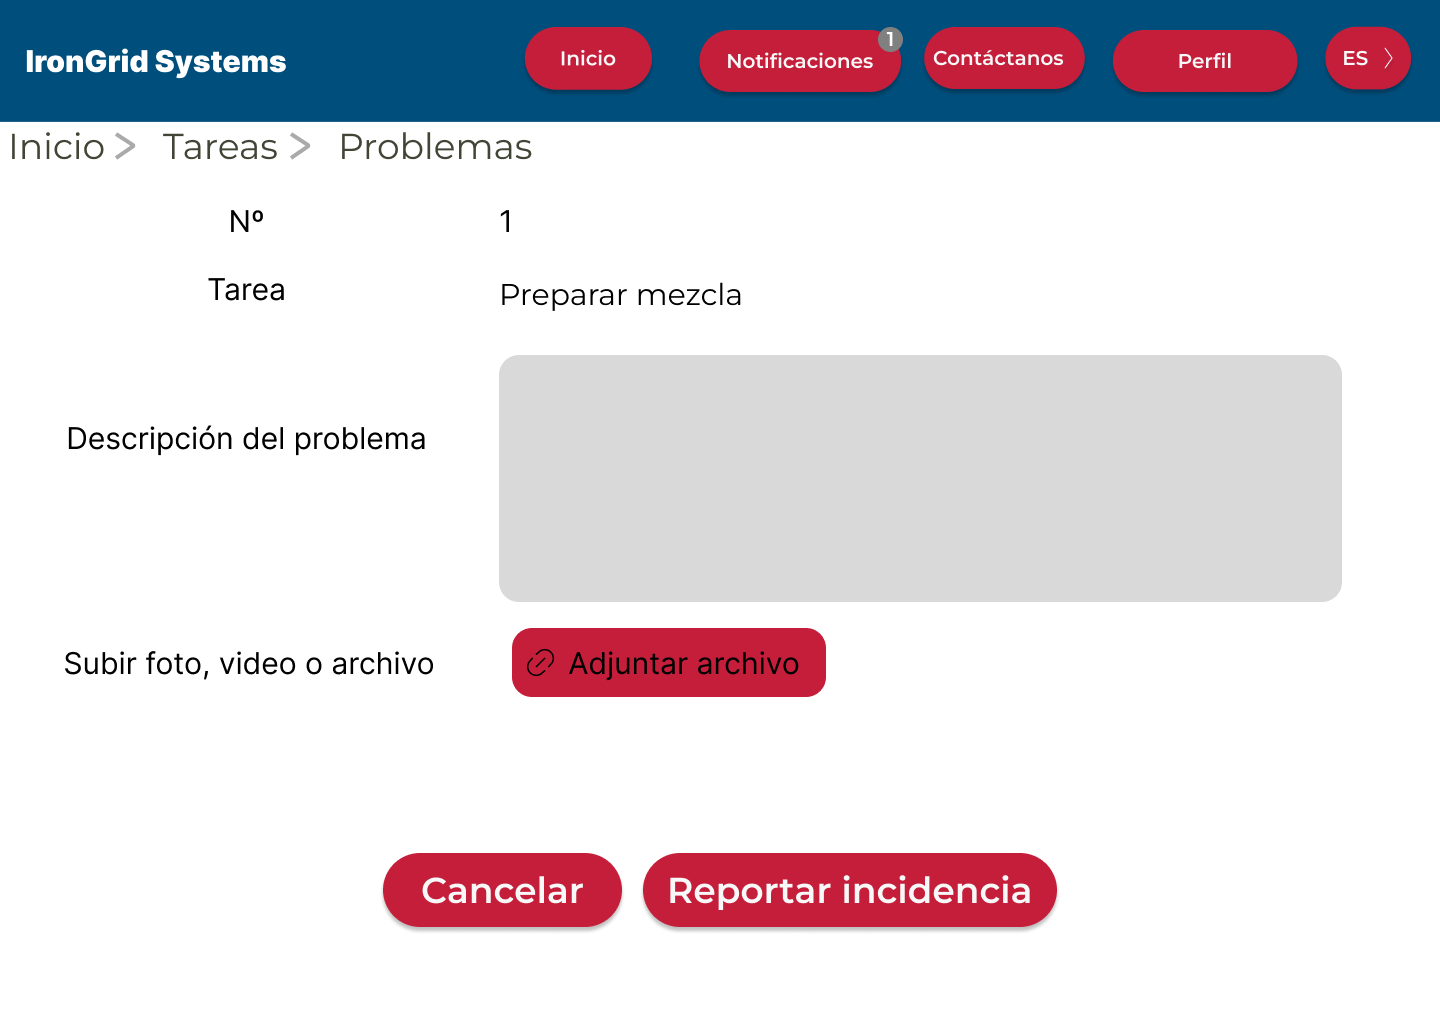 IronGrid Systems
Inicio
Notificaciones
1
Contáctanos
Perfil
ES
Inicio > Tareas > Problemas
Nº 1
Tarea Preparar mezcla
Descripción del problema
Subir foto, video o archivo Adjuntar archivo
Cancelar Reportar incidencia